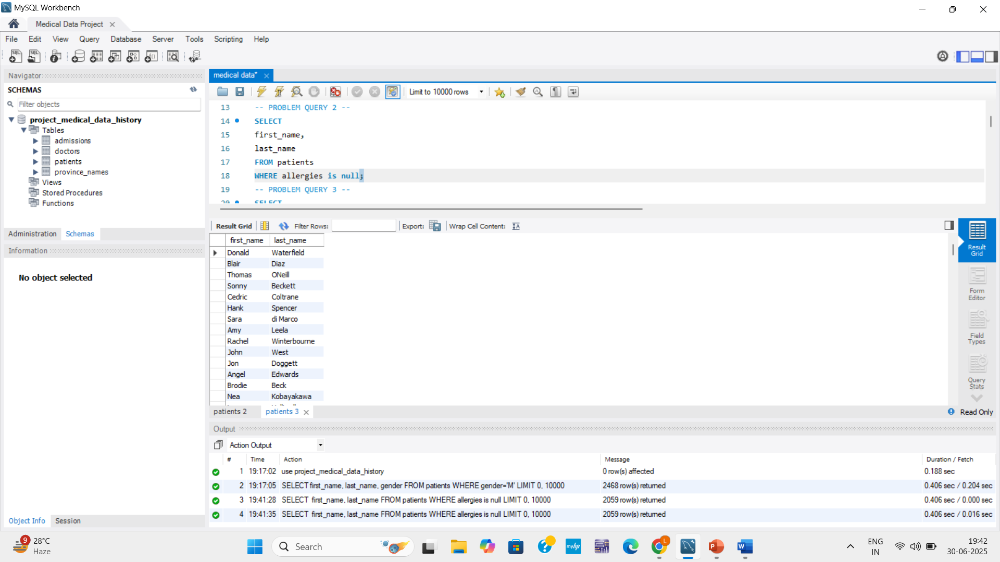 MySQL Workbench
Medical Data Project
File Edit View Query Database Server Tools Scripting Help
Navigator
SCHEMAS
Filter objects
project_medical_data_history
Tables
admissions
doctors
patients
province_names
Views
Stored Procedures
Functions
Administration Schemas
Information
No object selected
Object Info Session
medical data*
Limit to 10000 rows
13 -- PROBLEM QUERY 2 --
14 SELECT
15 first_name,
16 last_name
17 FROM patients
18 WHERE allergies is null;
19 -- PROBLEM QUERY 3 --
20 SELECT
Result Grid Filter Rows: Export: Wrap Cell Content:
first_name last_name
Donald Waterfield
Blair Diaz
Thomas ONeill
Sonny Beckett
Cedric Coltrane
Hank Spencer
Sara di Marco
Amy Leela
Rachel Winterbourne
John West
Jon Doggett
Angel Edwards
Brodie Beck
Nea Kobayakawa
Result
Grid
Form
Editor
Field
Types
Query
Stats
patients 2 patients 3
Read Only
Output
Action Output
# Time Action Message Duration / Fetch
1 19:17:02 use project_medical_data_history 0 row(s) affected 0.188 sec
2 19:17:05 SELECT first_name, last_name, gender FROM patients WHERE gender='M' LIMIT 0, 10000 2468 row(s) returned 0.406 sec / 0.204 sec
3 19:41:28 SELECT first_name, last_name FROM patients WHERE allergies is null LIMIT 0, 10000 2059 row(s) returned 0.406 sec / 0.000 sec
4 19:41:35 SELECT first_name, last_name FROM patients WHERE allergies is null LIMIT 0, 10000 2059 row(s) returned 0.406 sec / 0.016 sec
9
28°C
Haze
Search
myhp
L
ENG
IN
19:42
30-06-2025